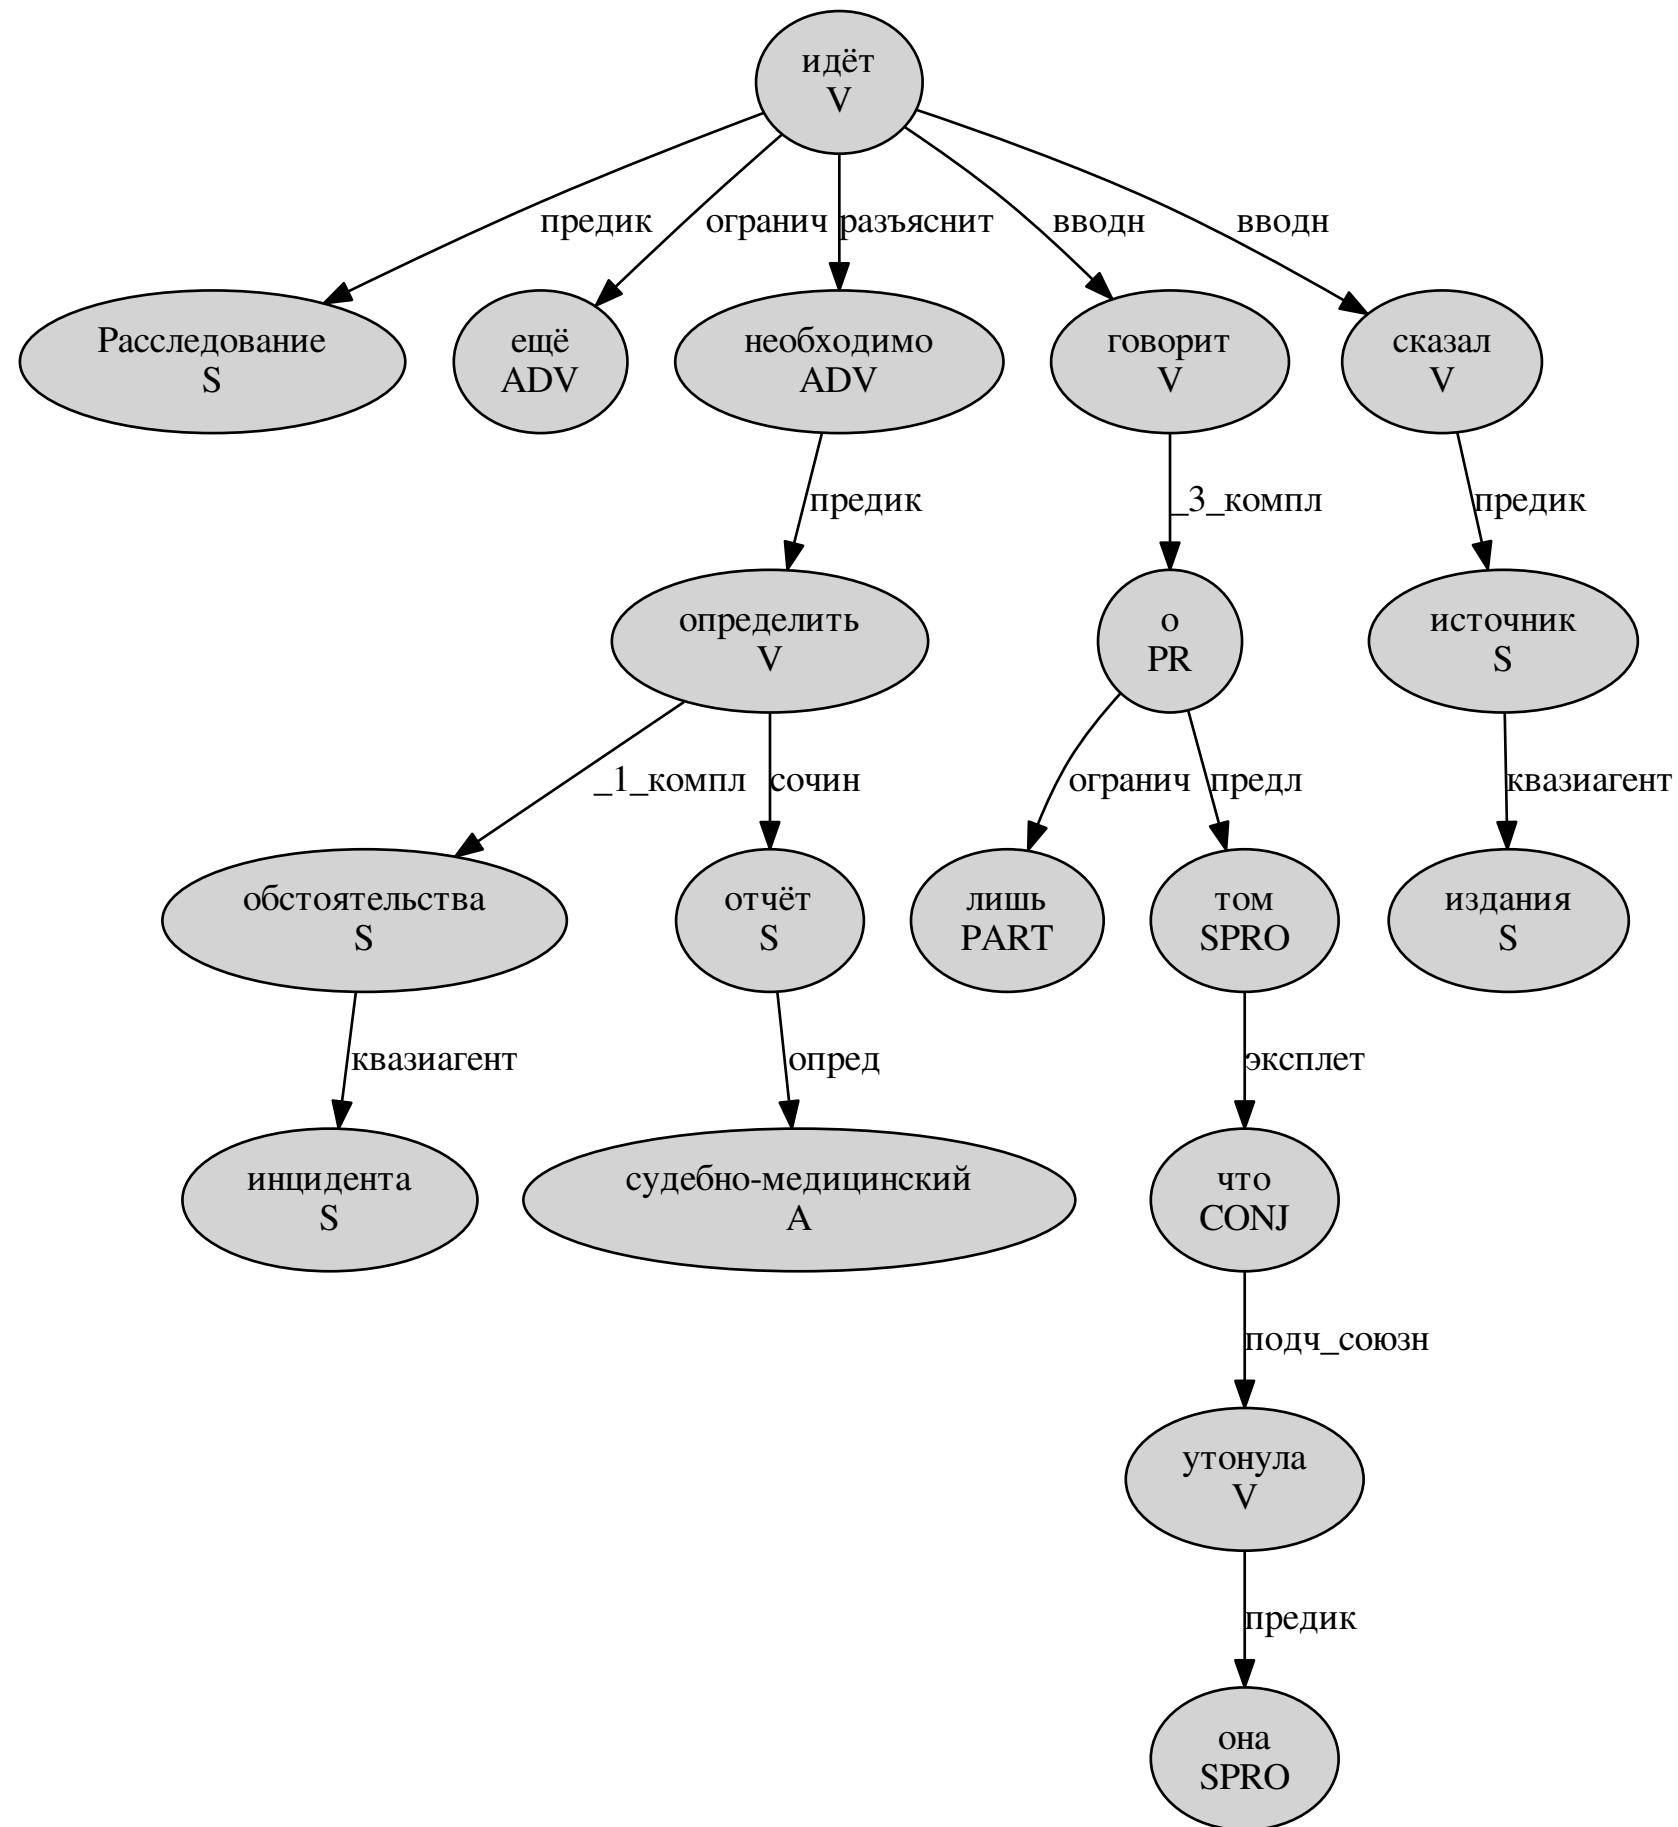 идёт
V
предик
огранич
разъяснит
вводн
вводн
Расследование
S
ещё
ADV
необходимо
ADV
говорит
V
сказал
V
предик
_3_компл
предик
определить
V
о
PR
источник
S
_1_компл
сочин
огранич
предл
квазиагент
обстоятельства
S
отчёт
S
лишь
PART
том
SPRO
издания
S
квазиагент
опред
эксплет
инцидента
S
судебно-медицинский
A
что
CONJ
подч_союзн
утонула
V
предик
она
SPRO